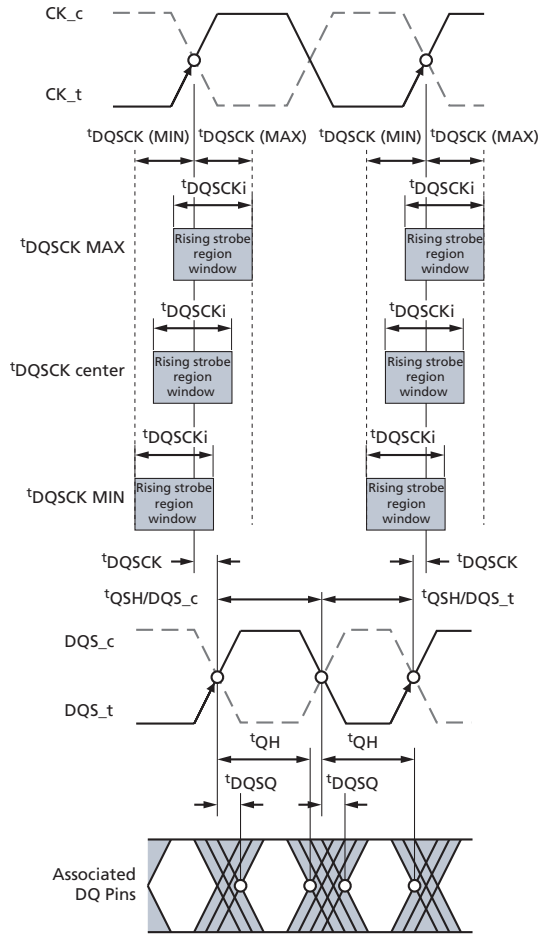 CK_c
CK_t
tDQSCK (MIN) tDQSCK (MAX) tDQSCK (MIN) tDQSCK (MAX)
tDQSCKi tDQSCKi
tDQSCK MAX
Rising strobe
region
window
Rising strobe
region
window
tDQSCKi tDQSCKi
tDQSCK center
Rising strobe
region
window
Rising strobe
region
window
tDQSCKi tDQSCKi
tDQSCK MIN
Rising strobe
region
window
Rising strobe
region
window
tDQSCK tDQSCK
tQSH/DQS_c tQSH/DQS_t
DQS_c
DQS_t
tQH tQH
tDQSQ tDQSQ
Associated
DQ Pins